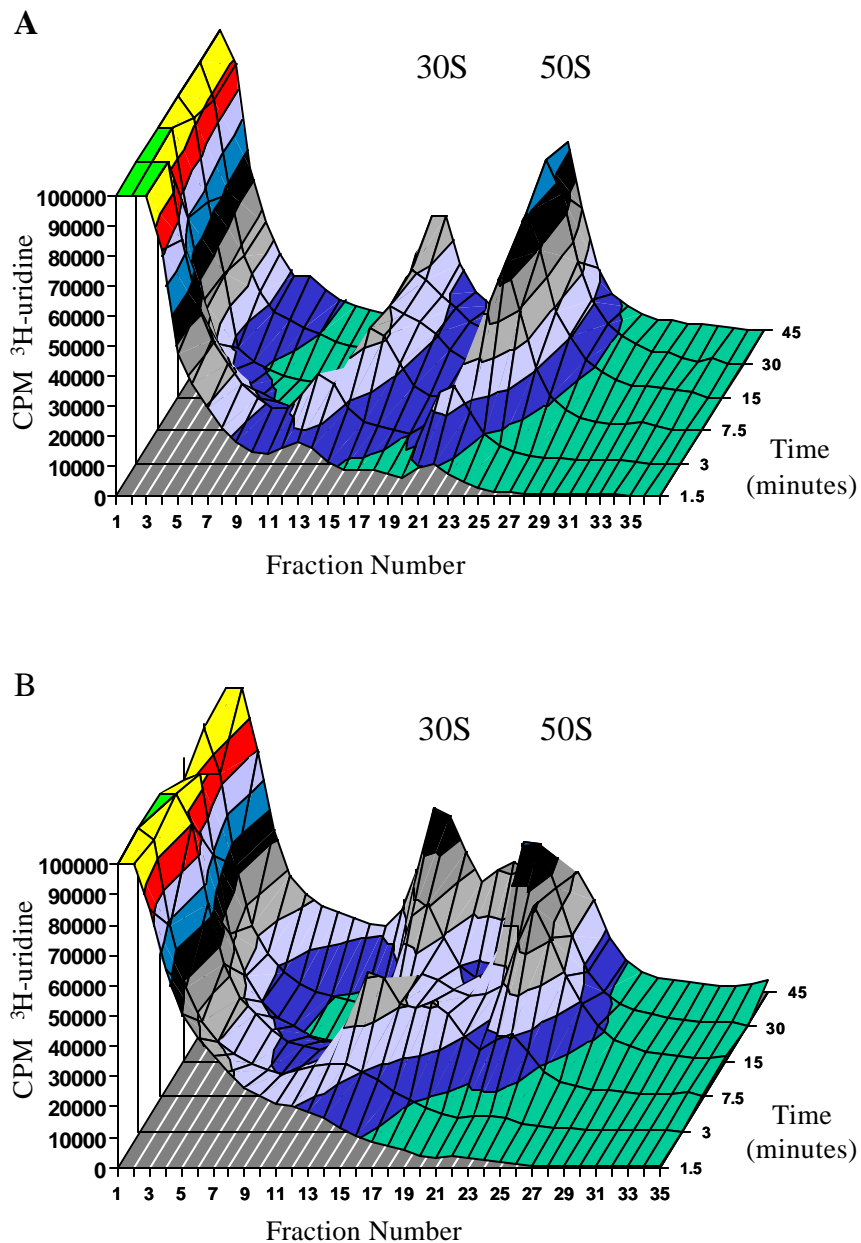 A
30S 50S
100000
90000
80000
70000
60000
50000
40000
30000
20000
10000
0
CPM ³H-uridine
1 3 5 7 9 11 13 15 17 19 21 23 25 27 29 31 33 35
Fraction Number
45
30
15
7.5
3
1.5
Time
(minutes)
B
30S 50S
100000
90000
80000
70000
60000
50000
40000
30000
20000
10000
0
CPM ³H-uridine
1 3 5 7 9 11 13 15 17 19 21 23 25 27 29 31 33 35
Fraction Number
45
30
15
7.5
3
1.5
Time
(minutes)